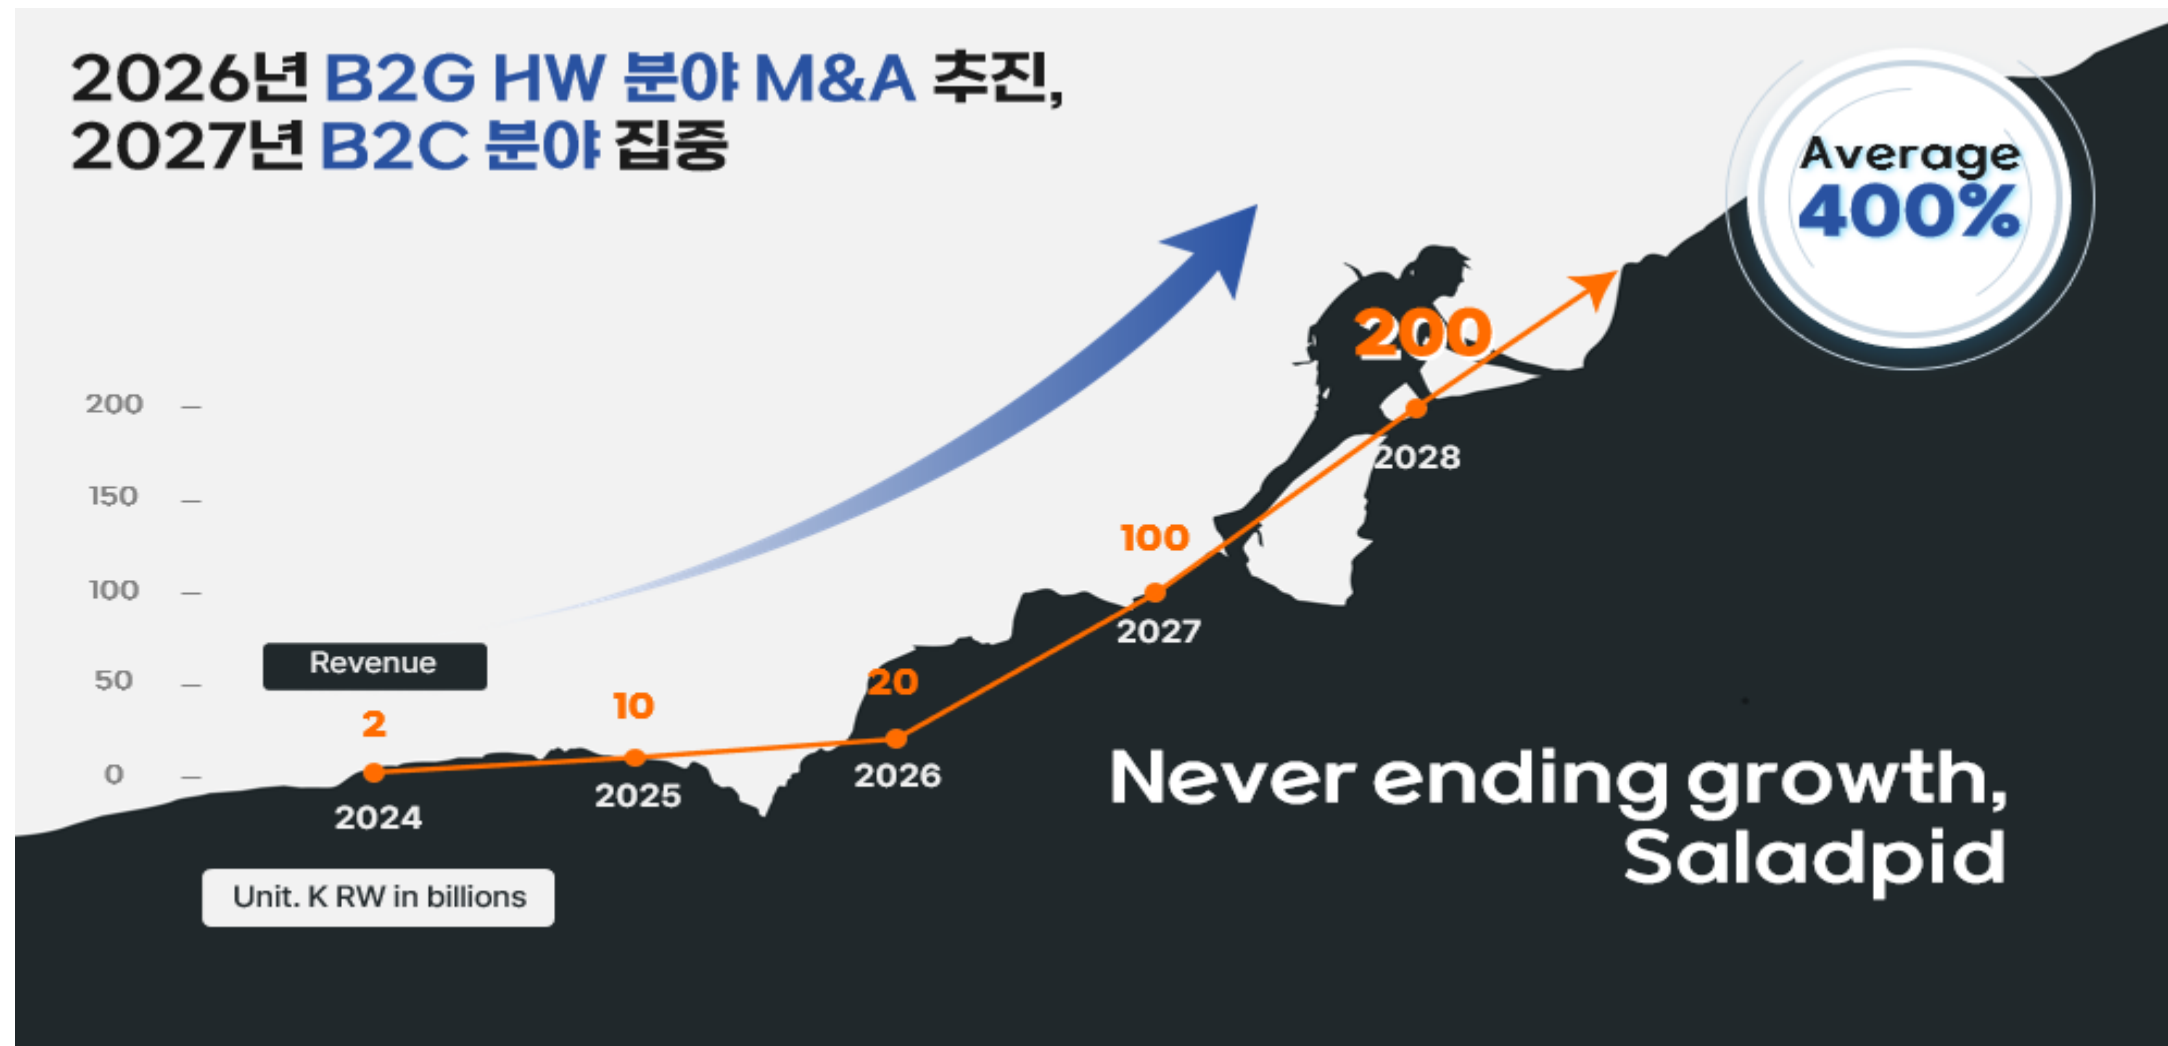 2026년 B2G HW 분야 M&A 추진,
2027년 B2C 분야 집중
Average
400%
200
150
100
50
0
Revenue
2
10
20
100
200
2024
2025
2026
2027
2028
Unit. K RW in billions
Never ending growth,
Saladpid